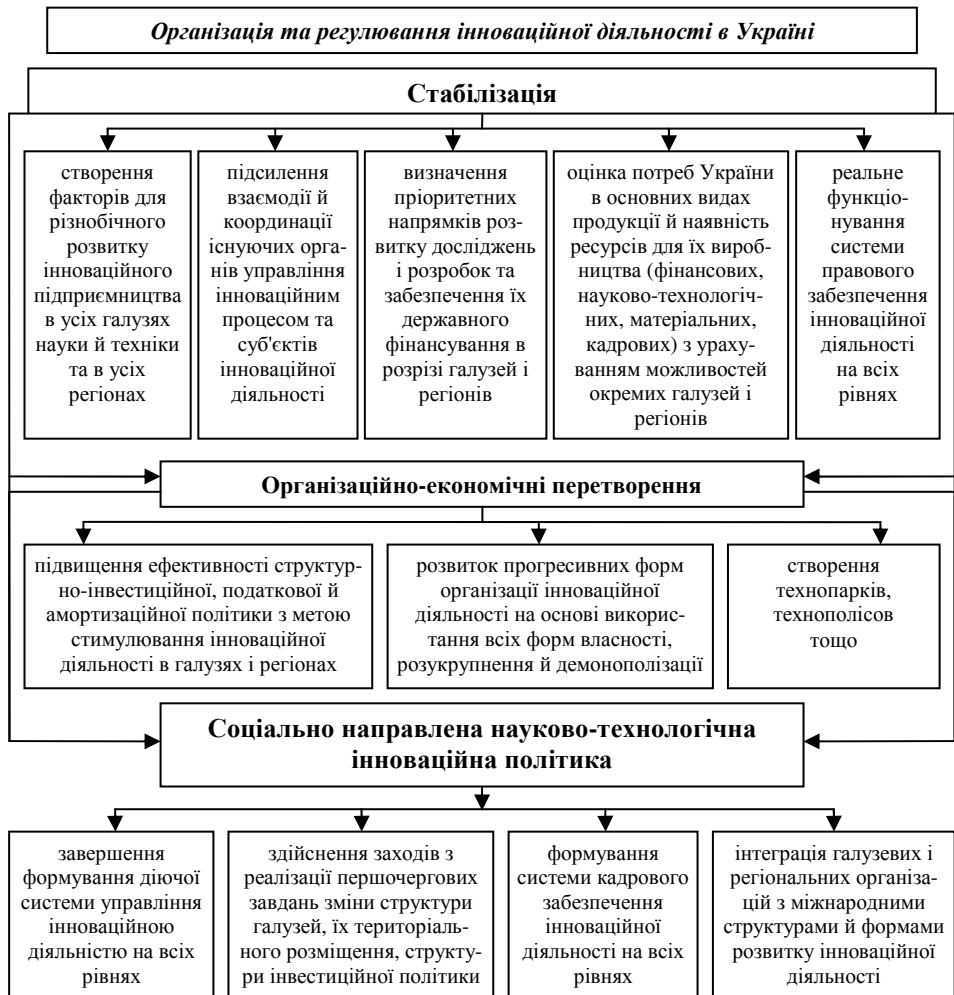 Організація та регулювання інноваційної діяльності в Україні
Стабілізація
створення
факторів для
різнобічного
розвитку
інноваційного
підприємництва
в усіх галузях
науки й техніки
та в усіх
регіонах
підсилення
взаємодії й
координації
існуючих орга-
нів управління
інноваційним
процесом та
суб'єктів
інноваційної
діяльності
визначення
пріоритетних
напрямків роз-
витку досліджень
і розробок та
забезпечення їх
державного
фінансування в
розрізі галузей і
регіонів
оцінка потреб України
в основних видах
продукції й наявність
ресурсів для їх вироб-
ництва (фінансових,
науково-технологіч-
них, матеріальних,
кадрових) з ураху-
ванням можливостей
окремих галузей і
регіонів
реальне
функціо-
нування
системи
правового
забезпечення
інноваційної
діяльності
на всіх
рівнях
Організаційно-економічні перетворення
підвищення ефективності структур-
но-інвестиційної, податкової й
амортизаційної політики з метою
стимулювання інноваційної
діяльності в галузях і регіонах
розвиток прогресивних форм
організації інноваційної
діяльності на основі викорис-
тання всіх форм власності,
розукрупнення й демонополізації
створення
технопарків,
технополісов
тощо
Соціально направлена науково-технологічна
інноваційна політика
завершення
формування діючої
системи управління
інноваційною
діяльністю на всіх
рівнях
здійснення заходів з
реалізації першочергових
завдань зміни структури
галузей, їх територіаль-
ного розміщення, структу-
ри інвестиційної політики
формування
системи кадрового
забезпечення
інноваційної
діяльності на всіх
рівнях
інтеграція галузевих і
регіональних організа-
цій з міжнародними
структурами й формами
розвитку інноваційної
діяльності